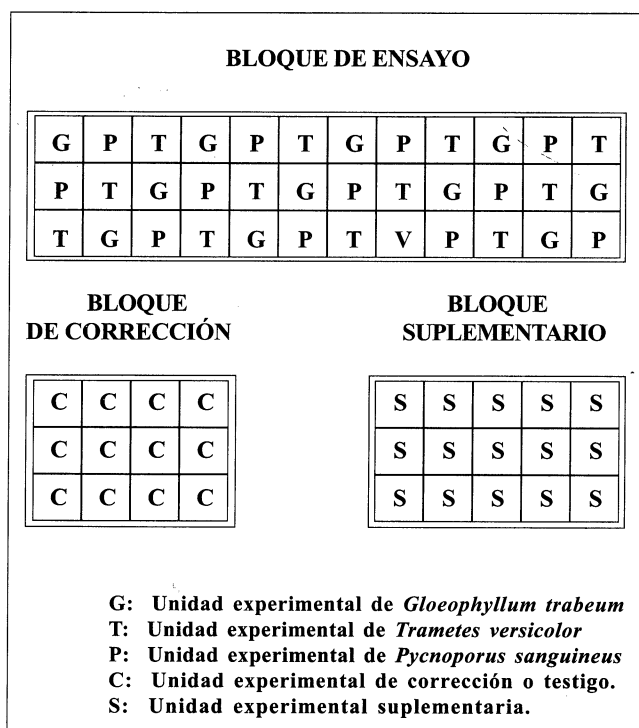 BLOQUE DE ENSAYO
G P T G P T G P T G P T
P T G P T G P T G P T G
T G P T G P T V P T G P
BLOQUE
DE CORRECCIÓN
C C C C
C C C C
C C C C
BLOQUE
SUPLEMENTARIO
S S S S S
S S S S S
S S S S S
G: Unidad experimental de Gloeophyllum trabeum
T: Unidad experimental de Trametes versicolor
P: Unidad experimental de Pycnoporus sanguineus
C: Unidad experimental de corrección o testigo.
S: Unidad experimental suplementaria.